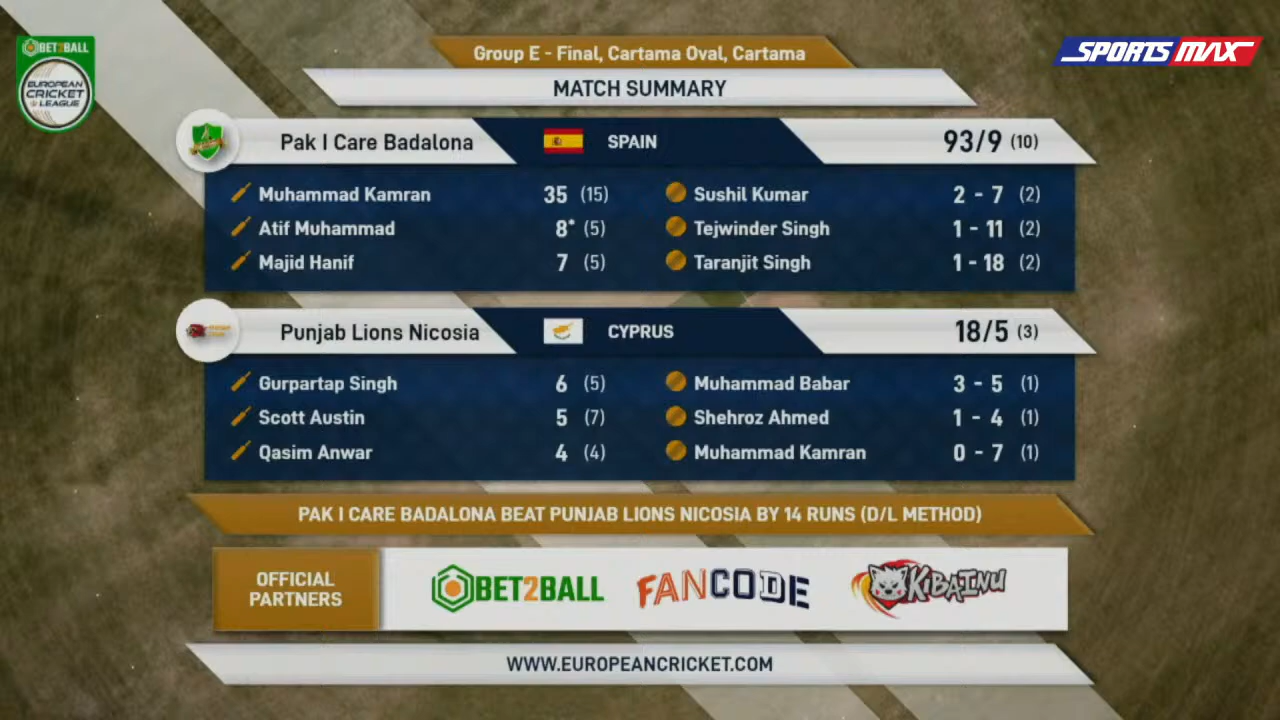 BET2BALL
EUROPEAN
CRICKET
LEAGUE
SPORTSMAX
Group E - Final, Cartama Oval, Cartama
MATCH SUMMARY
Pak I Care Badalona SPAIN 93/9 (10)
Muhammad Kamran 35 (15) Sushil Kumar 2 - 7 (2)
Atif Muhammad 8* (5) Tejwinder Singh 1 - 11 (2)
Majid Hanif 7 (5) Taranjit Singh 1 - 18 (2)
Punjab Lions Nicosia CYPRUS 18/5 (3)
Gurpartap Singh 6 (5) Muhammad Babar 3 - 5 (1)
Scott Austin 5 (7) Shehroz Ahmed 1 - 4 (1)
Qasim Anwar 4 (4) Muhammad Kamran 0 - 7 (1)
PAK I CARE BADALONA BEAT PUNJAB LIONS NICOSIA BY 14 RUNS (D/L METHOD)
OFFICIAL
PARTNERS
BET2BALL FANCODE KIBAINU
WWW.EUROPEANCRICKET.COM